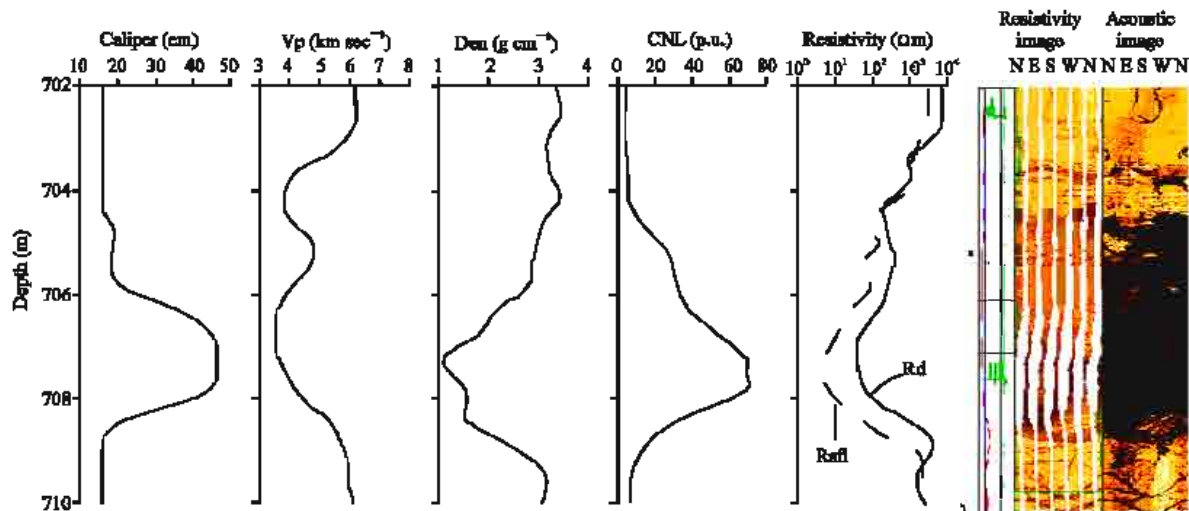 Caliper (cm)
10 20 30 40 50
Vp (km sec⁻¹)
3 4 5 6 7
Den (g cm⁻³)
1 2 3 4
CNL (p.u.)
0 20 40 60 80
Resistivity (Ωm)
10⁰ 10¹ 10² 10³ 10⁴
Resistivity
image
N E S W N
Acoustic
image
N E S W N
Depth (m)
702
704
706
708
710
Rd
Rsfl